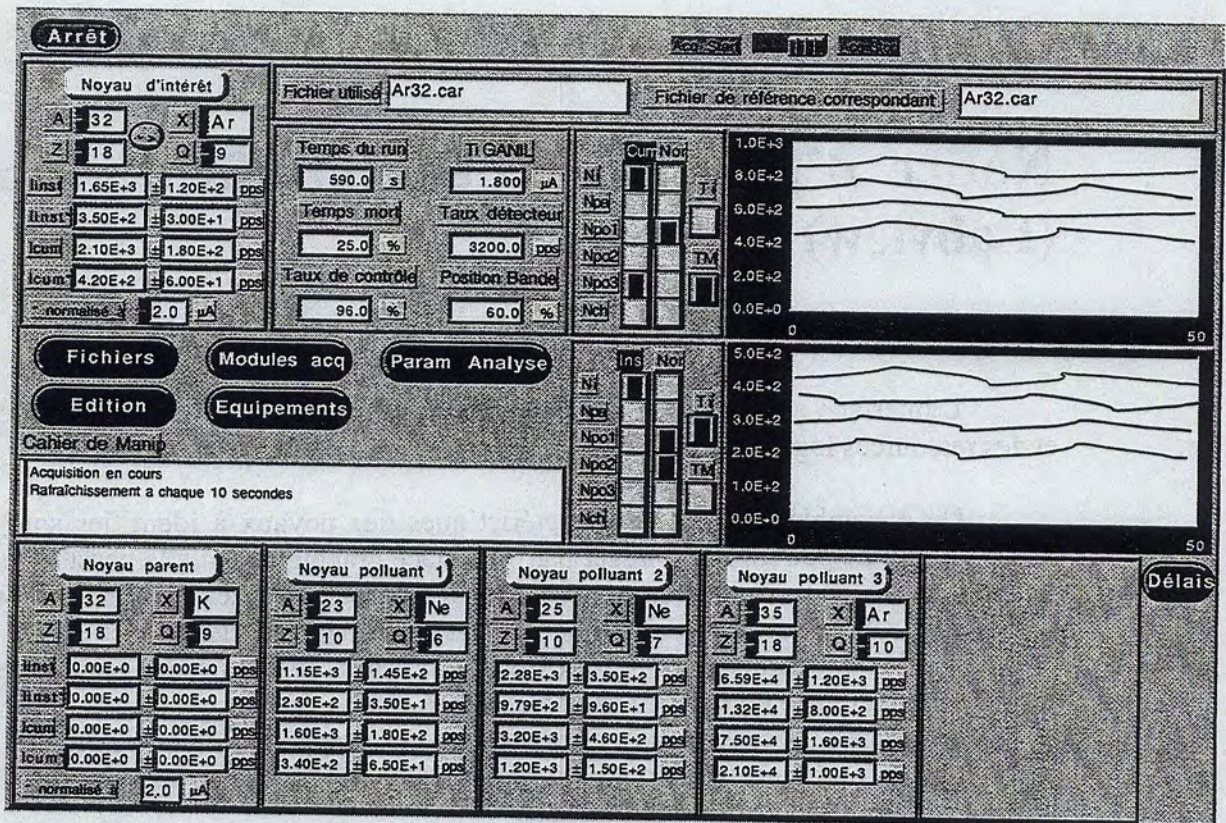 Arrêt
Acq. Start
Noyau d'intérêt
A 32 X Ar
Z 18 Q 9
Iinst 1.65E+3 ± 1.20E+2 pps
Iinst* 3.50E+2 ± 3.00E+1 pps
Icum 2.10E+3 ± 1.80E+2 pps
Icum* 4.20E+2 ± 6.00E+1 pps
* normalisé à 2.0 µA
Fichier utilisé Ar32.car
Fichier de référence correspondant Ar32.car
Temps du run
590.0 s
Ti GANIL
1.800 µA
Temps mort
25.0 %
Taux détecteur
3200.0 pps
Taux de contrôle
96.0 %
Position Bande
60.0 %
Curr Nor
Ni
Npa
Npo1
Npo2
Npo3
Nch
Ti
TM
1.0E+3
8.0E+2
6.0E+2
4.0E+2
2.0E+2
0.0E+0
0 50
Fichiers
Modules acq
Param Analyse
Edition
Equipements
Cahier de Manip
Acquisition en cours
Rafraîchissement a chaque 10 secondes
Ins Nor
Ni
Npa
Npo1
Npo2
Npo3
Nch
Ti
TM
5.0E+2
4.0E+2
3.0E+2
2.0E+2
1.0E+2
0.0E+0
0 50
Noyau parent
A 32 X K
Z 18 Q 9
Iinst 0.00E+0 ± 0.00E+0 pps
Iinst* 0.00E+0 ± 0.00E+0 pps
Icum 0.00E+0 ± 0.00E+0 pps
Icum* 0.00E+0 ± 0.00E+0 pps
* normalisé à 2.0 µA
Noyau polluant 1
A 23 X Ne
Z 10 Q 6
1.15E+3 ± 1.45E+2 pps
2.30E+2 ± 3.50E+1 pps
1.60E+3 ± 1.80E+2 pps
3.40E+2 ± 6.50E+1 pps
Noyau polluant 2
A 25 X Ne
Z 10 Q 7
2.28E+3 ± 3.50E+2 pps
9.79E+2 ± 9.60E+1 pps
3.20E+3 ± 4.60E+2 pps
1.20E+3 ± 1.50E+2 pps
Noyau polluant 3
A 35 X Ar
Z 18 Q 10
6.59E+4 ± 1.20E+3 pps
1.32E+4 ± 8.00E+2 pps
7.50E+4 ± 1.60E+3 pps
2.10E+4 ± 1.00E+3 pps
Délais